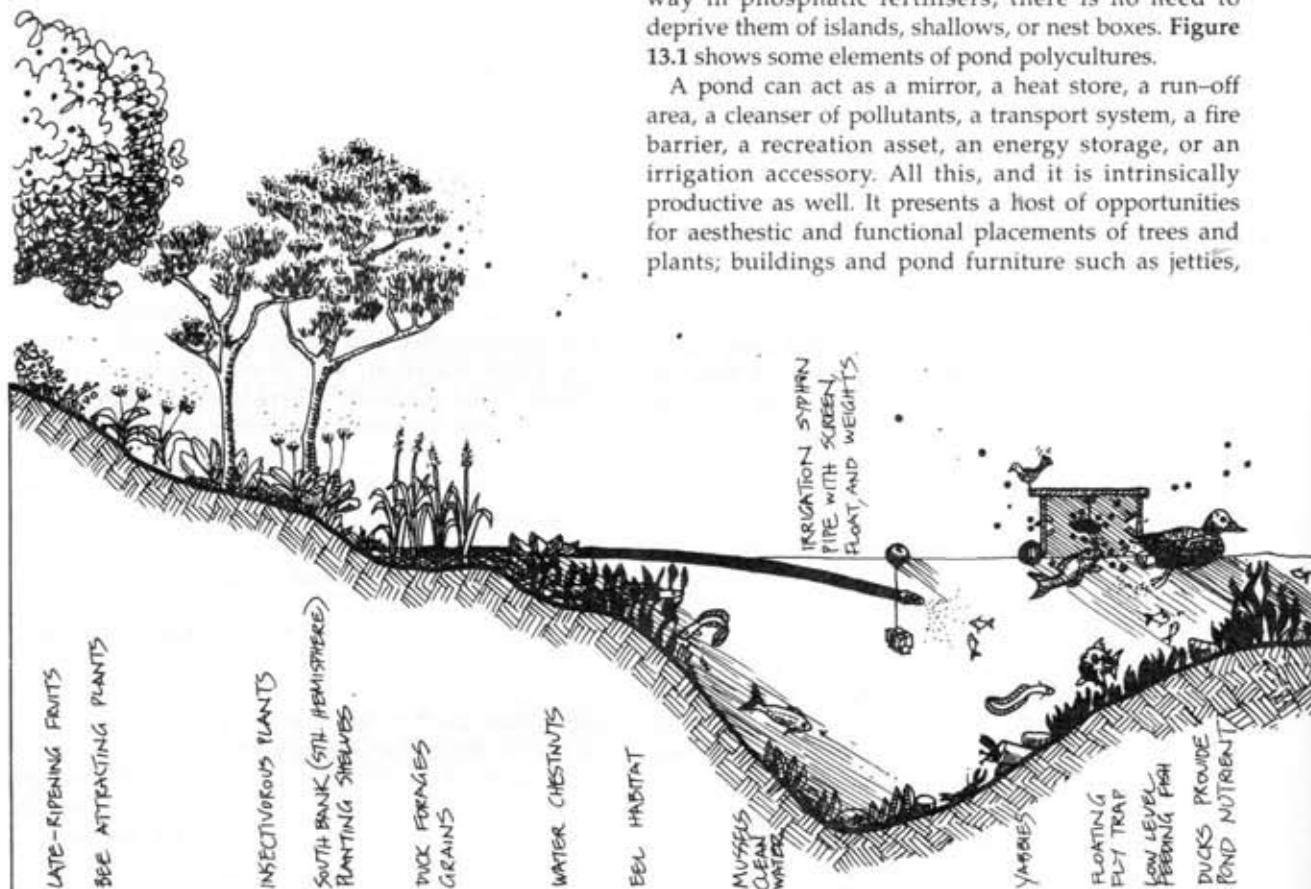 way in phosphatic fertilisers, there is no need to
deprive them of islands, shallows, or nest boxes. Figure
13.1 shows some elements of pond polycultures.
A pond can act as a mirror, a heat store, a run–off
area, a cleanser of pollutants, a transport system, a fire
barrier, a recreation asset, an energy storage, or an
irrigation accessory. All this, and it is intrinsically
productive as well. It presents a host of opportunities
for aesthestic and functional placements of trees and
plants; buildings and pond furniture such as jetties,
IRRIGATION SYPHON
PIPE WITH SCREEN,
FLOAT, AND WEIGHTS.
LATE-RIPENING FRUITS
BEE ATTRACTING PLANTS
INSECTIVOROUS PLANTS
SOUTH BANK (STH. HEMISPHERE)
PLANTING SHELVES.
DUCK FORAGES
GRAINS
WATER CHESTNUTS
EEL HABITAT
MUSSELS
CLEAN
WATER
YABBIES
FLOATING
FLY TRAP
LOW LEVEL
FEEDING FISH
DUCKS PROVIDE
POND NUTRIENT